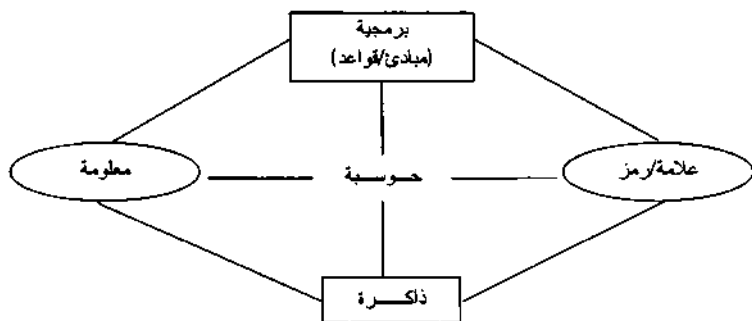 برمجية
(مبادئ/قواعد)
علامة/رمز
حوسبة
معلومة
ذاكرة